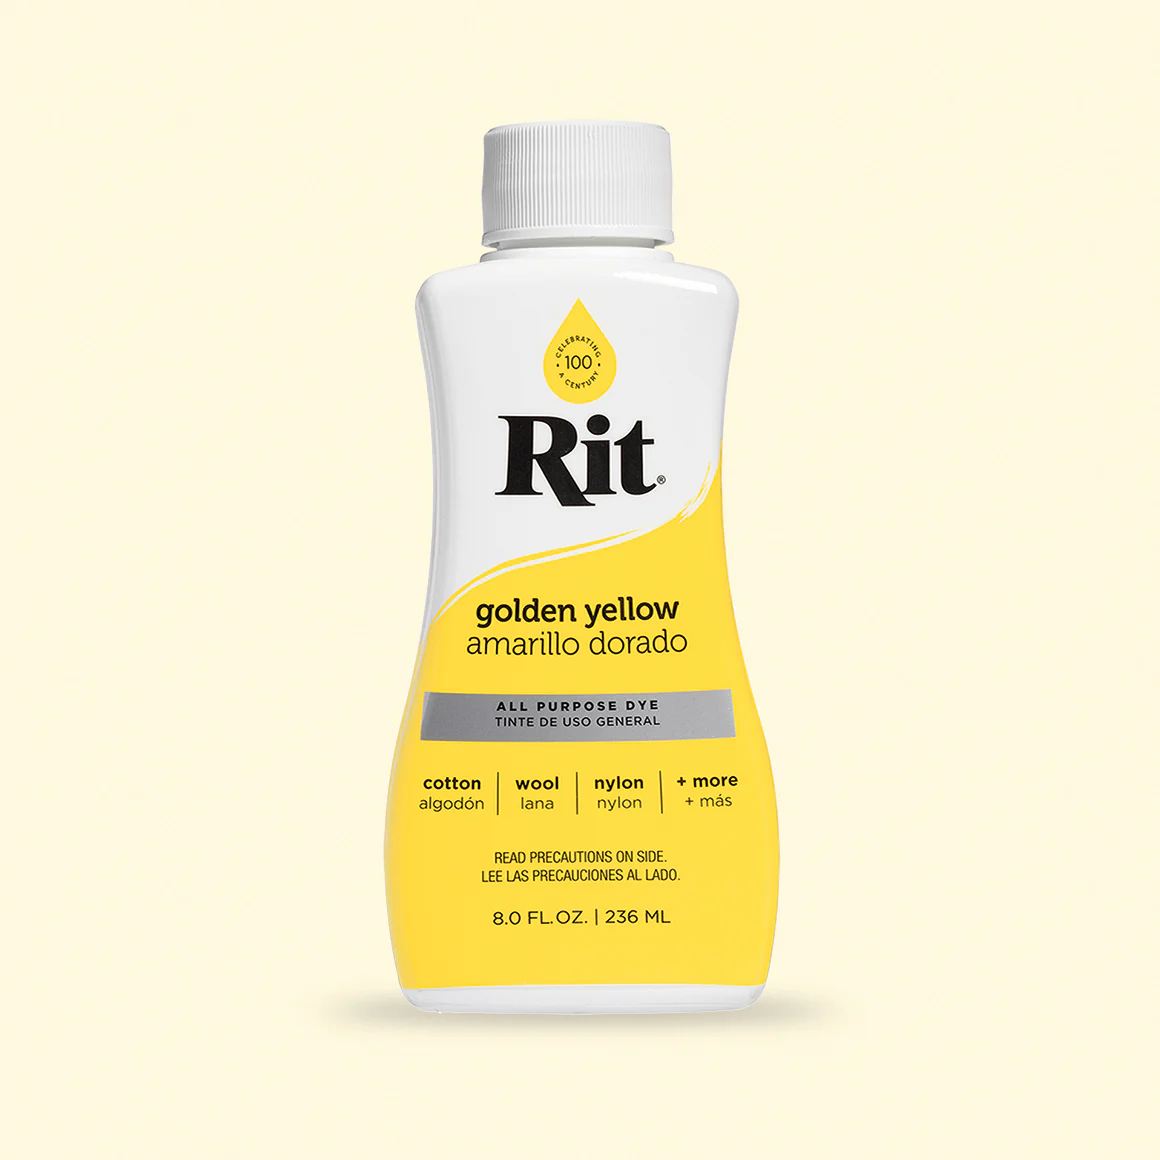 CELEBRATING
• 100 •
A CENTURY
Rit®
golden yellow
amarillo dorado
ALL PURPOSE DYE
TINTE DE USO GENERAL
cotton | wool | nylon | + more
algodón | lana | nylon | + más
READ PRECAUTIONS ON SIDE.
LEE LAS PRECAUCIONES AL LADO.
8.0 FL.OZ. | 236 ML